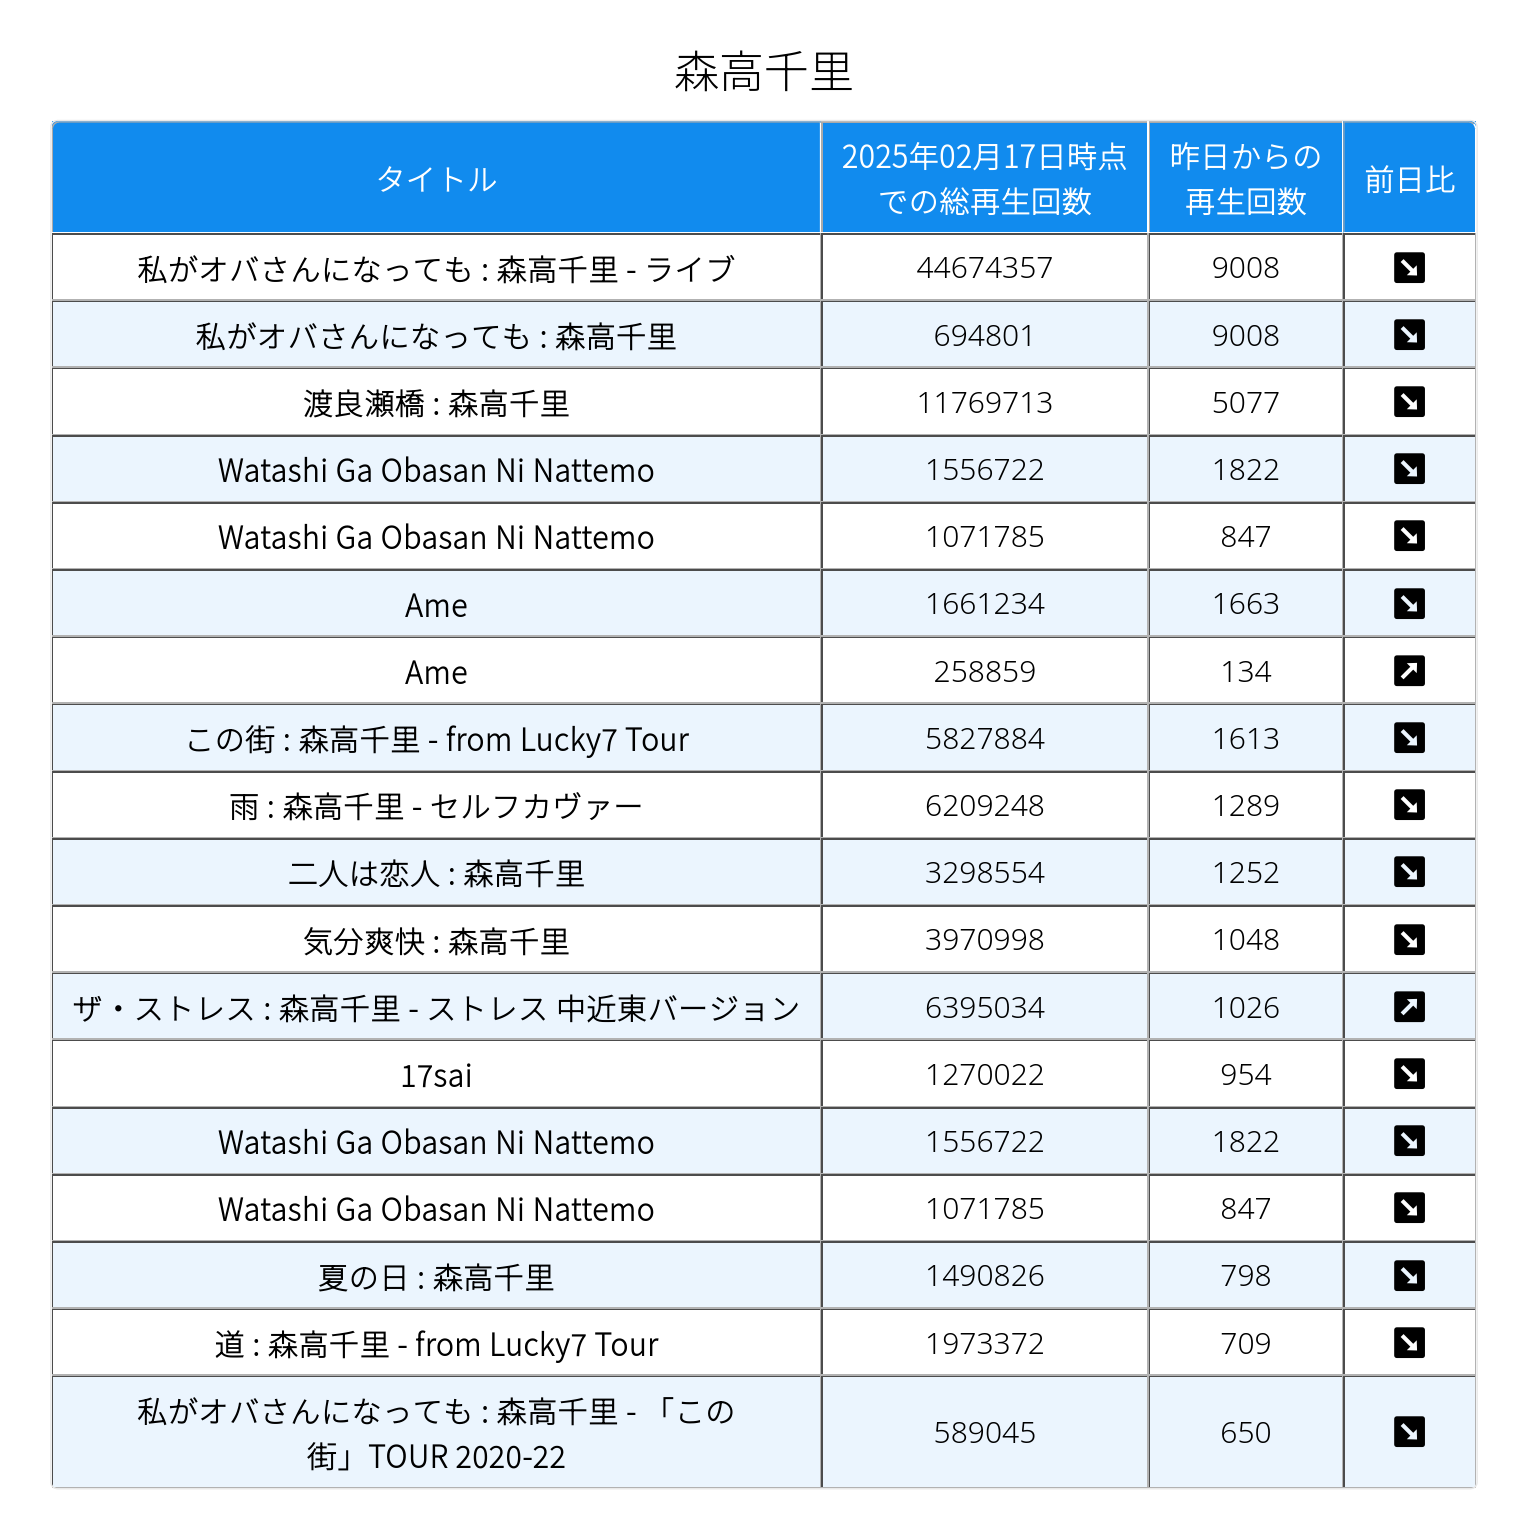 森高千里
タイトル
2025年02月17日時点
での総再生回数
昨日からの
再生回数
前日比
私がオバさんになっても : 森高千里 - ライブ 44674357 9008
私がオバさんになっても : 森高千里 694801 9008
渡良瀬橋 : 森高千里 11769713 5077
Watashi Ga Obasan Ni Nattemo 1556722 1822
Watashi Ga Obasan Ni Nattemo 1071785 847
Ame 1661234 1663
Ame 258859 134
この街 : 森高千里 - from Lucky7 Tour 5827884 1613
雨 : 森高千里 - セルフカヴァー 6209248 1289
二人は恋人 : 森高千里 3298554 1252
気分爽快 : 森高千里 3970998 1048
ザ・ストレス : 森高千里 - ストレス 中近東バージョン 6395034 1026
17sai 1270022 954
Watashi Ga Obasan Ni Nattemo 1556722 1822
Watashi Ga Obasan Ni Nattemo 1071785 847
夏の日 : 森高千里 1490826 798
道 : 森高千里 - from Lucky7 Tour 1973372 709
私がオバさんになっても : 森高千里 - 「この
街」TOUR 2020-22 589045 650